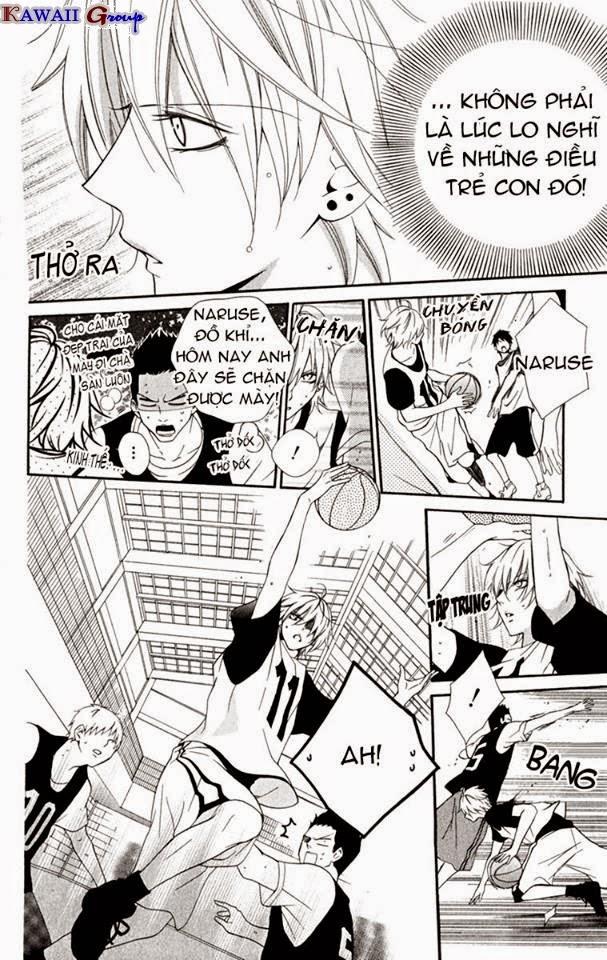 KAWAII Group
... KHÔNG PHẢI
LÀ LÚC LO NGHĨ
VỀ NHỮNG ĐIỀU
TRẺ CON ĐÓ!
THỞ RA
CHUYỀN
BÓNG
NARUSE
CHẶN
!
NARUSE,
ĐỒ KHỈ...
HÔM NAY ANH
ĐÂY SẼ CHẶN
ĐƯỢC MÀY!
CHO CÁI MẶT
ĐẸP TRAI CỦA
MÀY ĐI CHÀ
SÀN LUÔN
...
THỞ DỐC
THỞ DỐC
KINH THẾ....
TẬP TRUNG
!
BANG
AH!
11
10